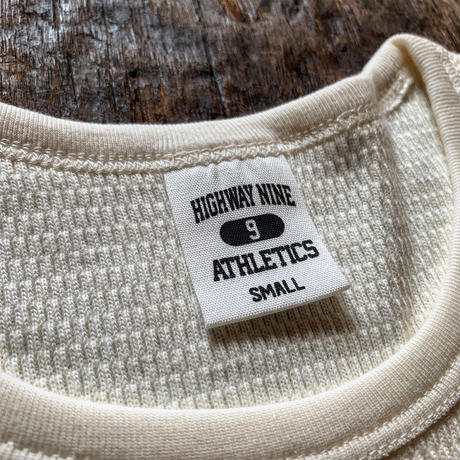 HIGHWAY NINE
9
ATHLETICS
SMALL